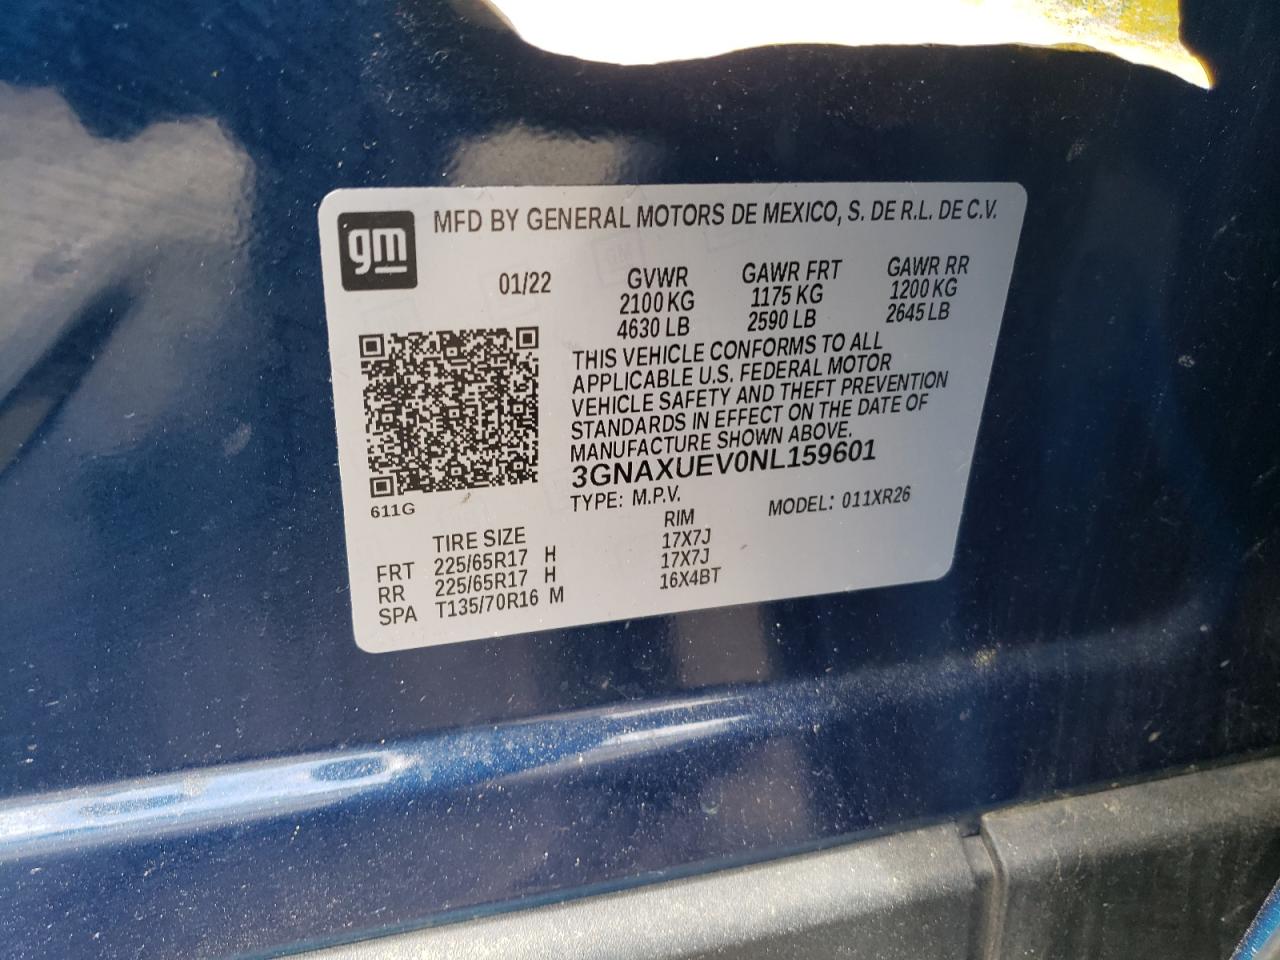 gm
MFD BY GENERAL MOTORS DE MEXICO, S. DE R.L. DE C.V.
01/22 GVWR GAWR FRT GAWR RR
2100 KG 1175 KG 1200 KG
4630 LB 2590 LB 2645 LB
THIS VEHICLE CONFORMS TO ALL
APPLICABLE U.S. FEDERAL MOTOR
VEHICLE SAFETY AND THEFT PREVENTION
STANDARDS IN EFFECT ON THE DATE OF
MANUFACTURE SHOWN ABOVE.
3GNAXUEV0NL159601
611G TYPE: M.P.V. MODEL: 011XR26
TIRE SIZE RIM
FRT 225/65R17 H 17X7J
RR 225/65R17 H 17X7J
SPA T135/70R16 M 16X4BT